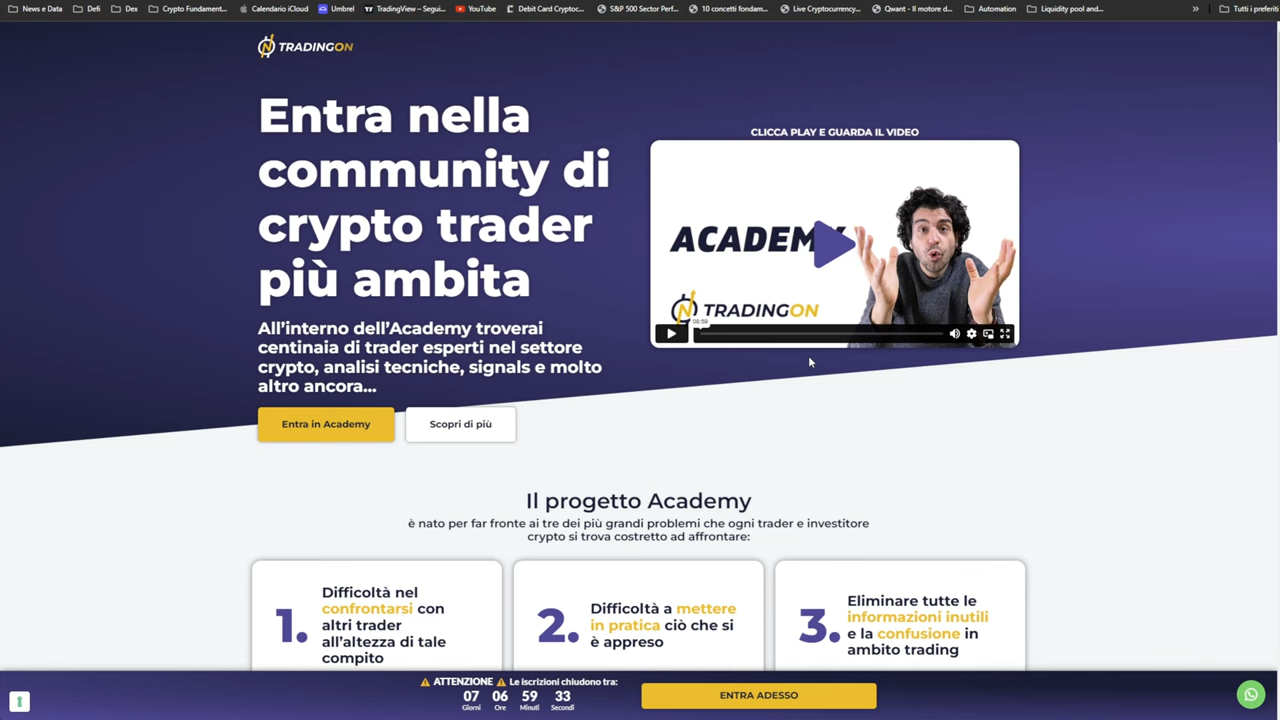 News e Data Defi Dex Crypto Fundament... Calendario iCloud Umbrel TradingView – Segui... YouTube Debit Card Cryptoc... S&P 500 Sector Perf... 10 concetti fondam... Live Cryptocurrency... Qwant - Il motore d... Automation Liquidity pool and... » Tutti i preferiti
TRADINGON
Entra nella
community di
crypto trader
più ambita
All'interno dell'Academy troverai
centinaia di trader esperti nel settore
crypto, analisi tecniche, signals e molto
altro ancora...
Entra in Academy
Scopri di più
CLICCA PLAY E GUARDA IL VIDEO
ACADEMY
TRADINGON
08:59
Il progetto Academy
è nato per far fronte ai tre dei più grandi problemi che ogni trader e investitore
crypto si trova costretto ad affrontare:
1.
Difficoltà nel
confrontarsi con
altri trader
all'altezza di tale
compito
2.
Difficoltà a mettere
in pratica ciò che si
è appreso
3.
Eliminare tutte le
informazioni inutili
e la confusione in
ambito trading
⚠ ATTENZIONE ⚠ Le iscrizioni chiudono tra:
07 06 59 33
Giorni Ore Minuti Secondi
ENTRA ADESSO